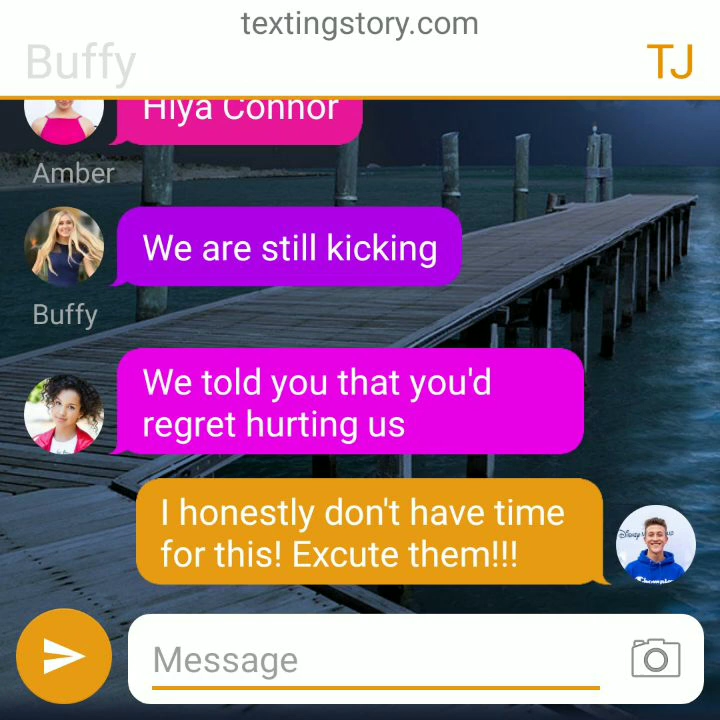 textingstory.com
Buffy
TJ
Hiya Connor
Amber
We are still kicking
Buffy
We told you that you'd
regret hurting us
I honestly don't have time
for this! Excute them!!!
Message